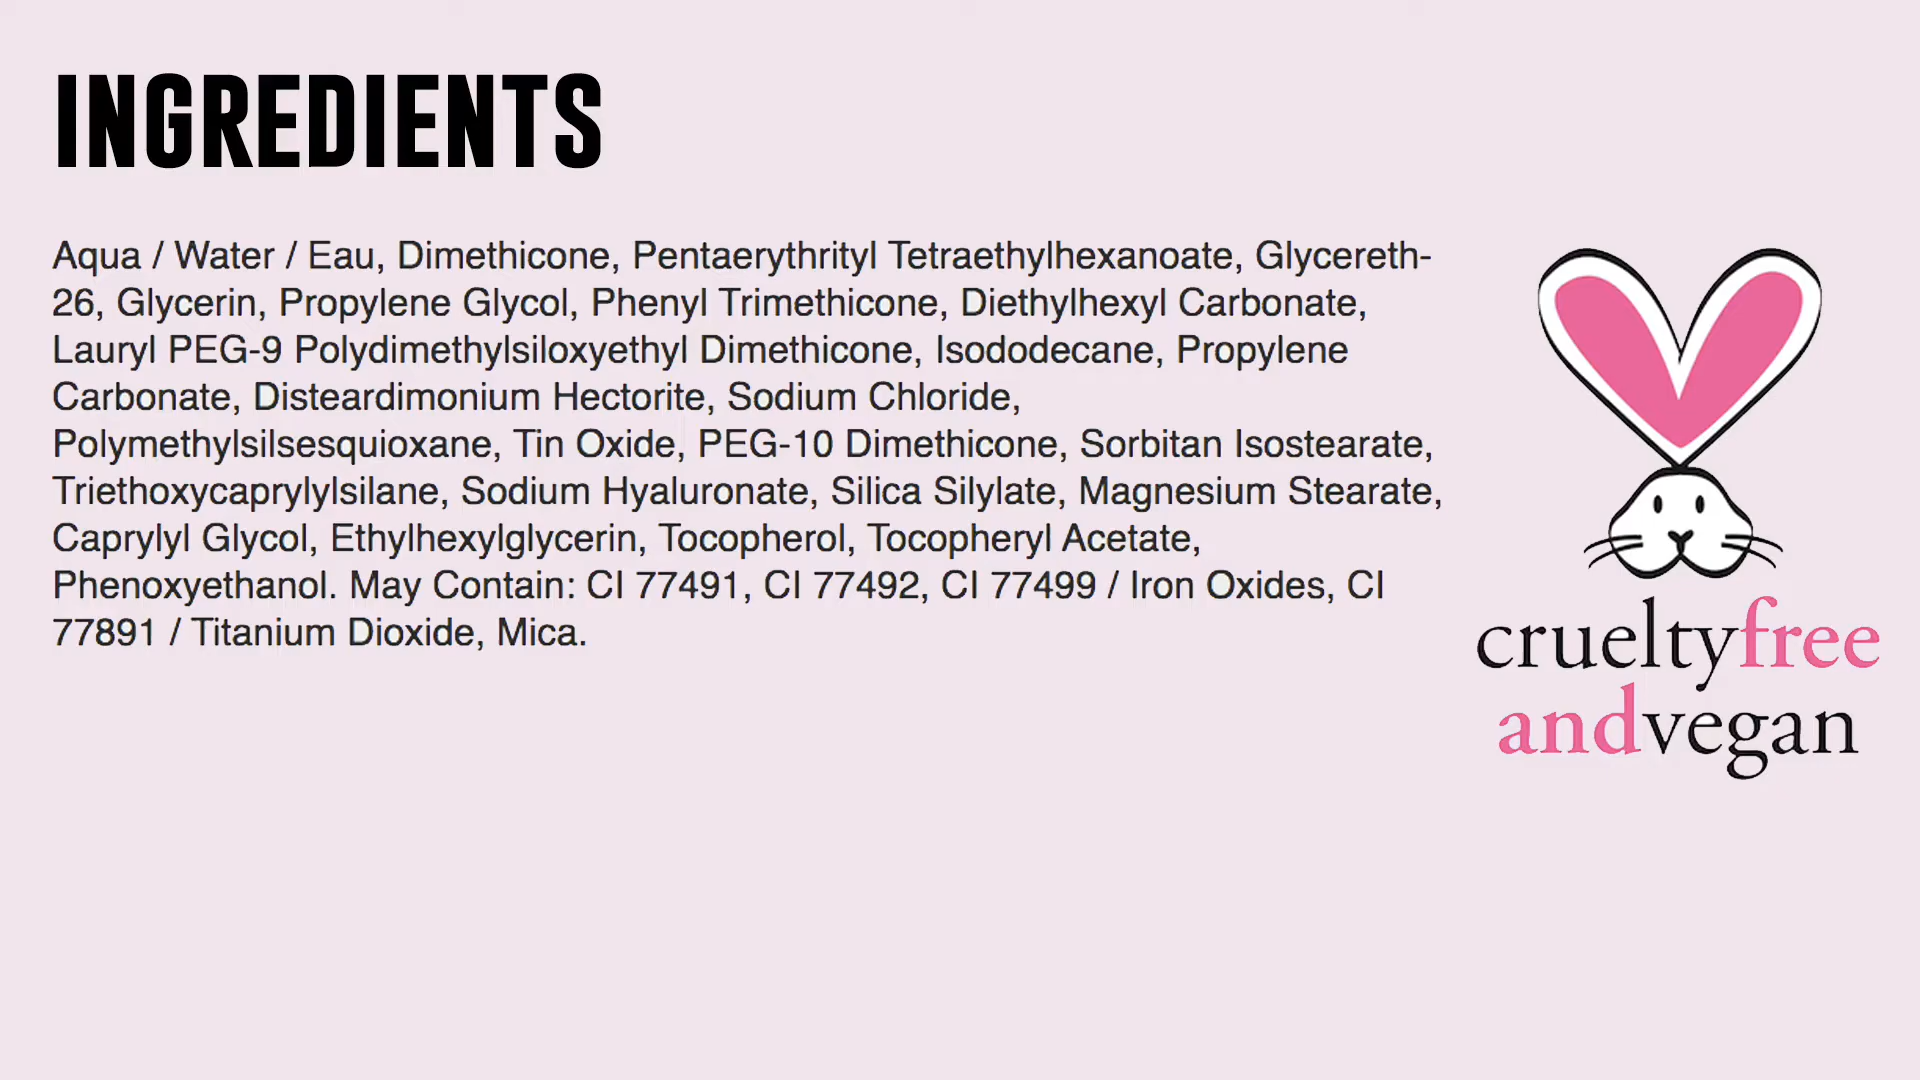 INGREDIENTS
Aqua / Water / Eau, Dimethicone, Pentaerythrityl Tetraethylhexanoate, Glycereth-
26, Glycerin, Propylene Glycol, Phenyl Trimethicone, Diethylhexyl Carbonate,
Lauryl PEG-9 Polydimethylsiloxyethyl Dimethicone, Isododecane, Propylene
Carbonate, Disteardimonium Hectorite, Sodium Chloride,
Polymethylsilsesquioxane, Tin Oxide, PEG-10 Dimethicone, Sorbitan Isostearate,
Triethoxycaprylylsilane, Sodium Hyaluronate, Silica Silylate, Magnesium Stearate,
Caprylyl Glycol, Ethylhexylglycerin, Tocopherol, Tocopheryl Acetate,
Phenoxyethanol. May Contain: CI 77491, CI 77492, CI 77499 / Iron Oxides, CI
77891 / Titanium Dioxide, Mica.
crueltyfree
andvegan